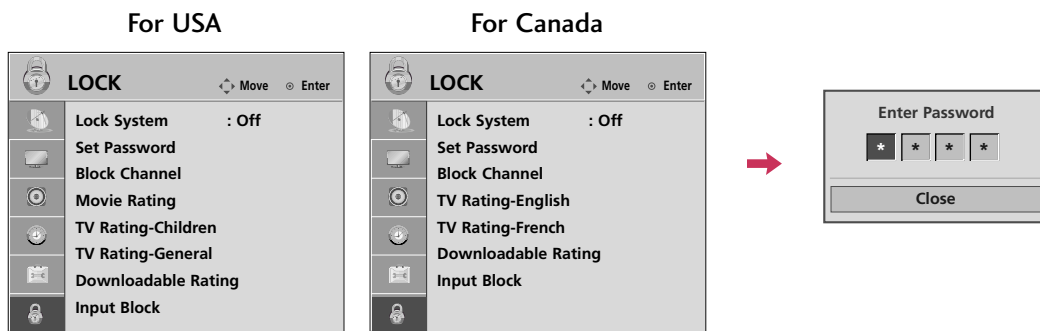 For USA
LOCK
Move Enter
Lock System : Off
Set Password
Block Channel
Movie Rating
TV Rating-Children
TV Rating-General
Downloadable Rating
Input Block
For Canada
LOCK
Move Enter
Lock System : Off
Set Password
Block Channel
TV Rating-English
TV Rating-French
Downloadable Rating
Input Block
Enter Password
* * * *
Close